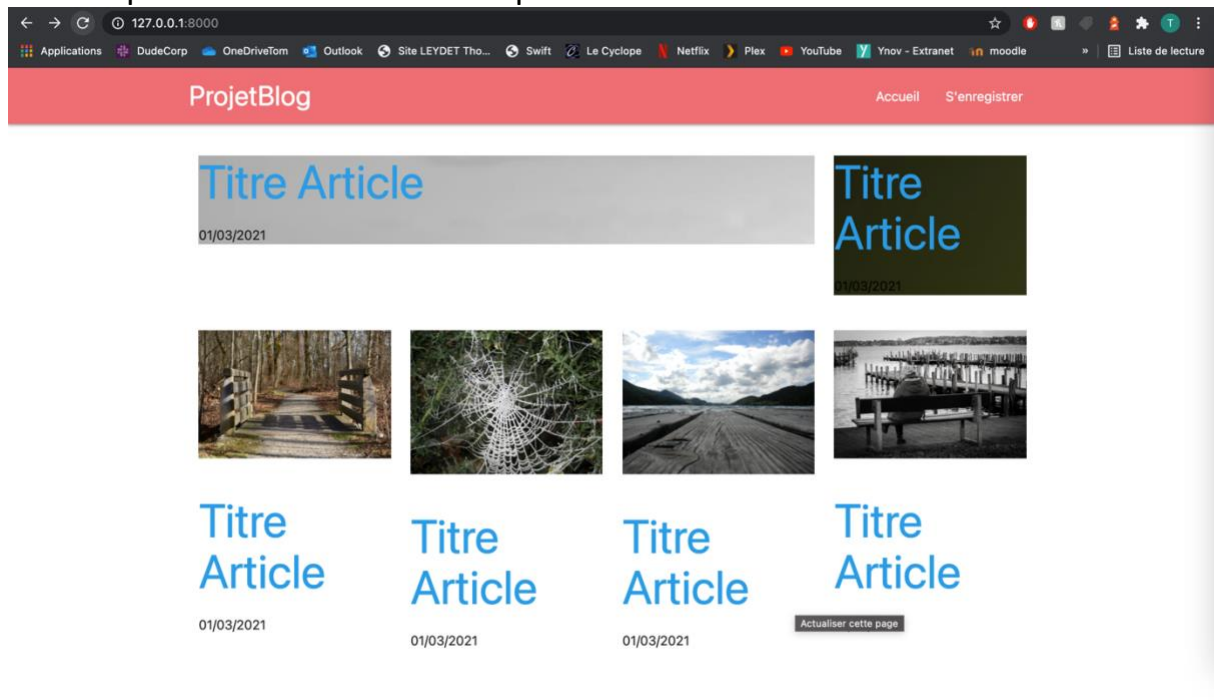 127.0.0.1:8000
Applications DudeCorp OneDriveTom Outlook Site LEYDET Tho... Swift Le Cyclope Netflix Plex YouTube Ynov - Extranet moodle » Liste de lecture
ProjetBlog Accueil S'enregistrer
Titre Article
01/03/2021
Titre
Article
01/03/2021
Titre
Article
01/03/2021
Titre
Article
01/03/2021
Titre
Article
01/03/2021
Titre
Article
Actualiser cette page